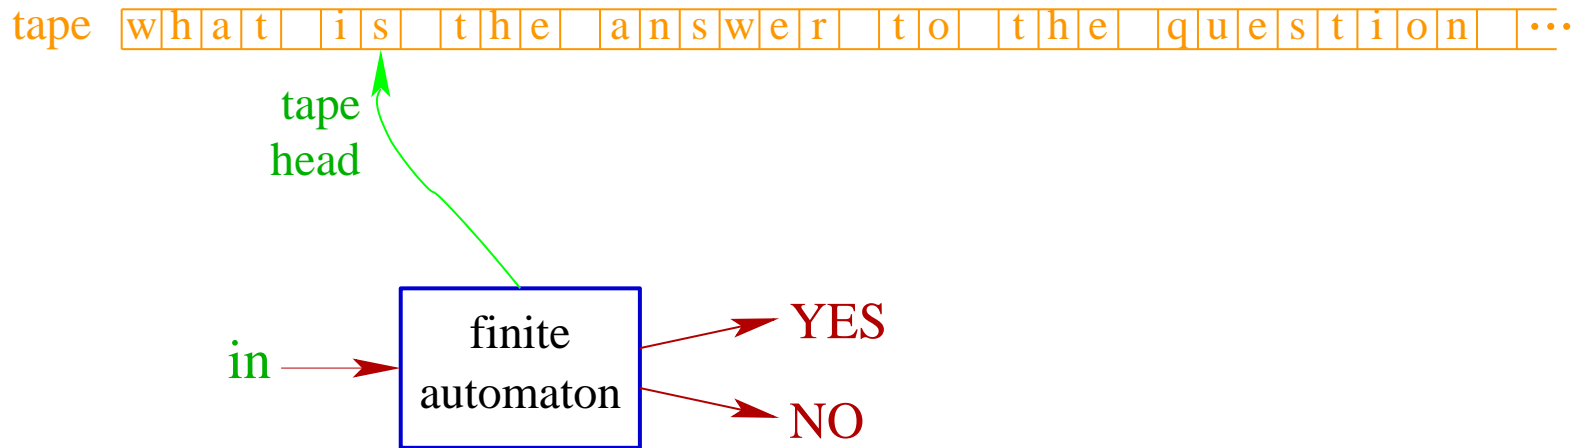 tape what is the answer to the question ...
tape
head
in
finite
automaton
YES
NO